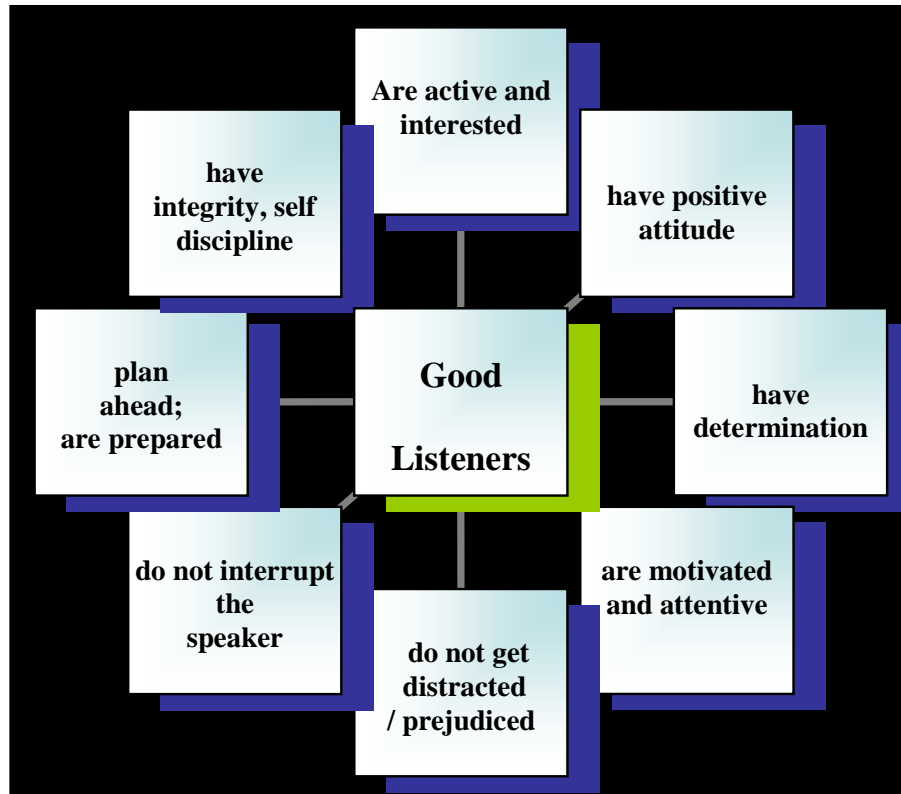 Are active and
interested
have positive
attitude
have
determination
are motivated
and attentive
do not get
distracted
/ prejudiced
do not interrupt
the
speaker
plan
ahead;
are prepared
have
integrity, self
discipline
Good
Listeners